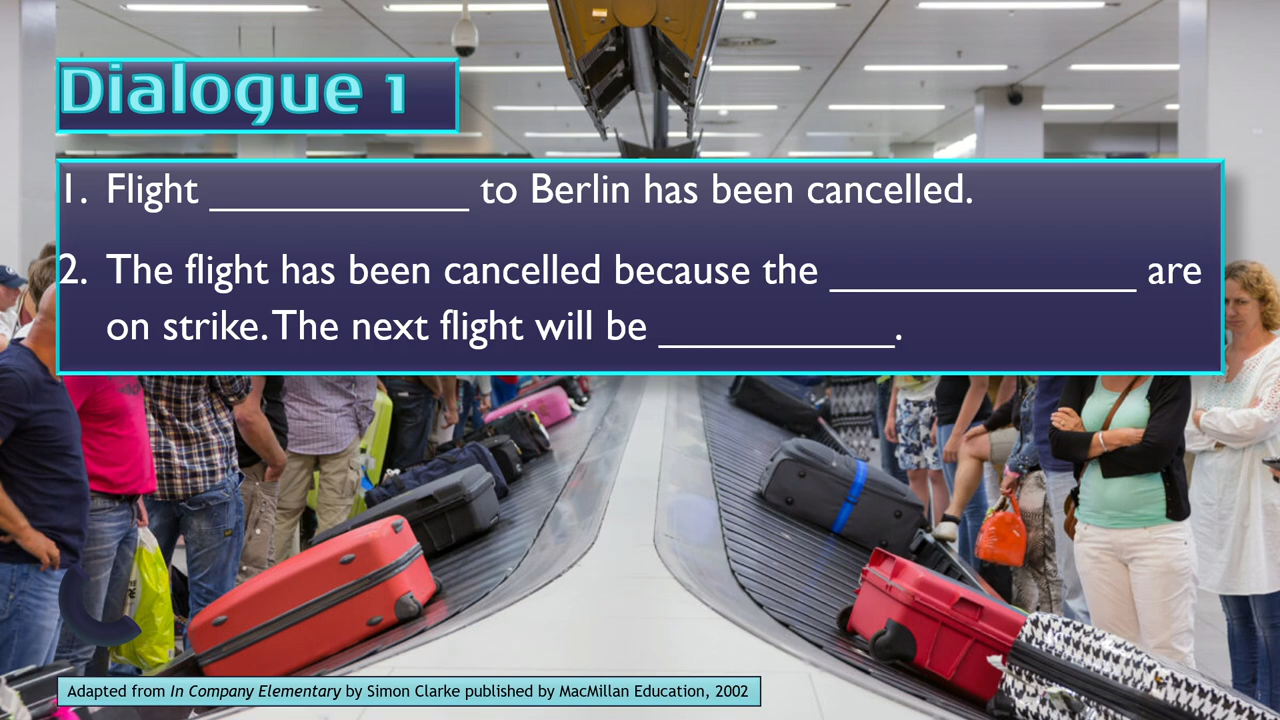 Dialogue 1
1. Flight ____________ to Berlin has been cancelled.
2. The flight has been cancelled because the ______________ are
on strike. The next flight will be ___________.
Adapted from In Company Elementary by Simon Clarke published by MacMillan Education, 2002